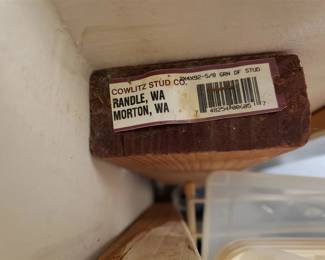 COWLITZ STUD CO.
2X4X92-5/8 GRN DF STUD
RANDLE, WA
MORTON, WA